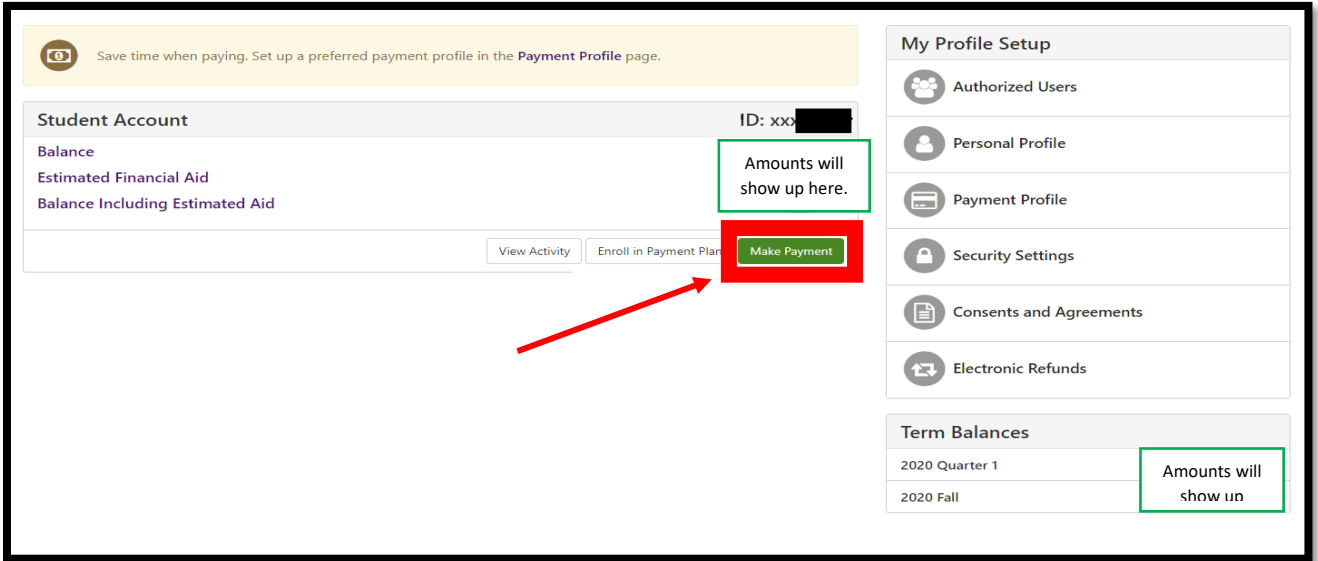 Save time when paying. Set up a preferred payment profile in the Payment Profile page.
Student Account
ID: xxx
Balance
Estimated Financial Aid
Balance Including Estimated Aid
Amounts will
show up here.
View Activity
Enroll in Payment Plan
Make Payment
My Profile Setup
Authorized Users
Personal Profile
Payment Profile
Security Settings
Consents and Agreements
Electronic Refunds
Term Balances
2020 Quarter 1
2020 Fall
Amounts will
show up